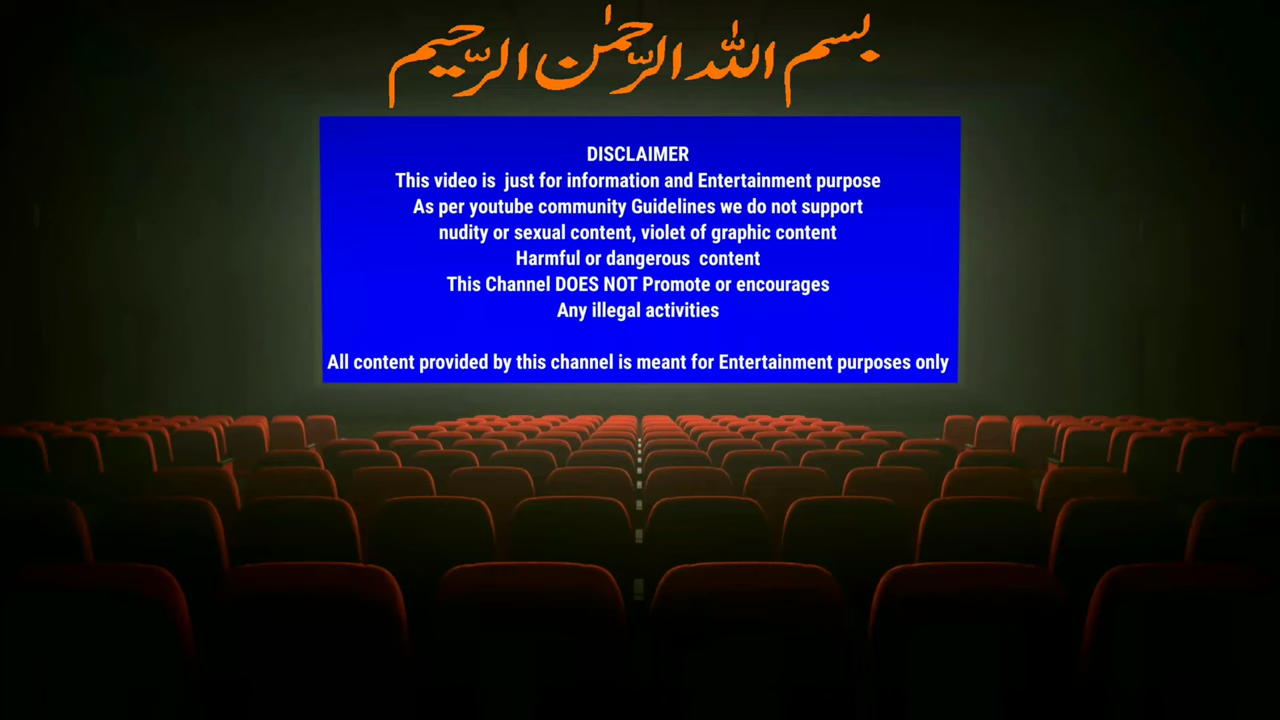 بسم اللہ الرحمٰن الرحیم
DISCLAIMER
This video is just for information and Entertainment purpose
As per youtube community Guidelines we do not support
nudity or sexual content, violet of graphic content
Harmful or dangerous content
This Channel DOES NOT Promote or encourages
Any illegal activities
All content provided by this channel is meant for Entertainment purposes only